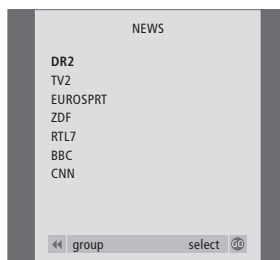 NEWS
DR2
TV2
EUROSPRT
ZDF
RTL7
BBC
CNN
group select GO